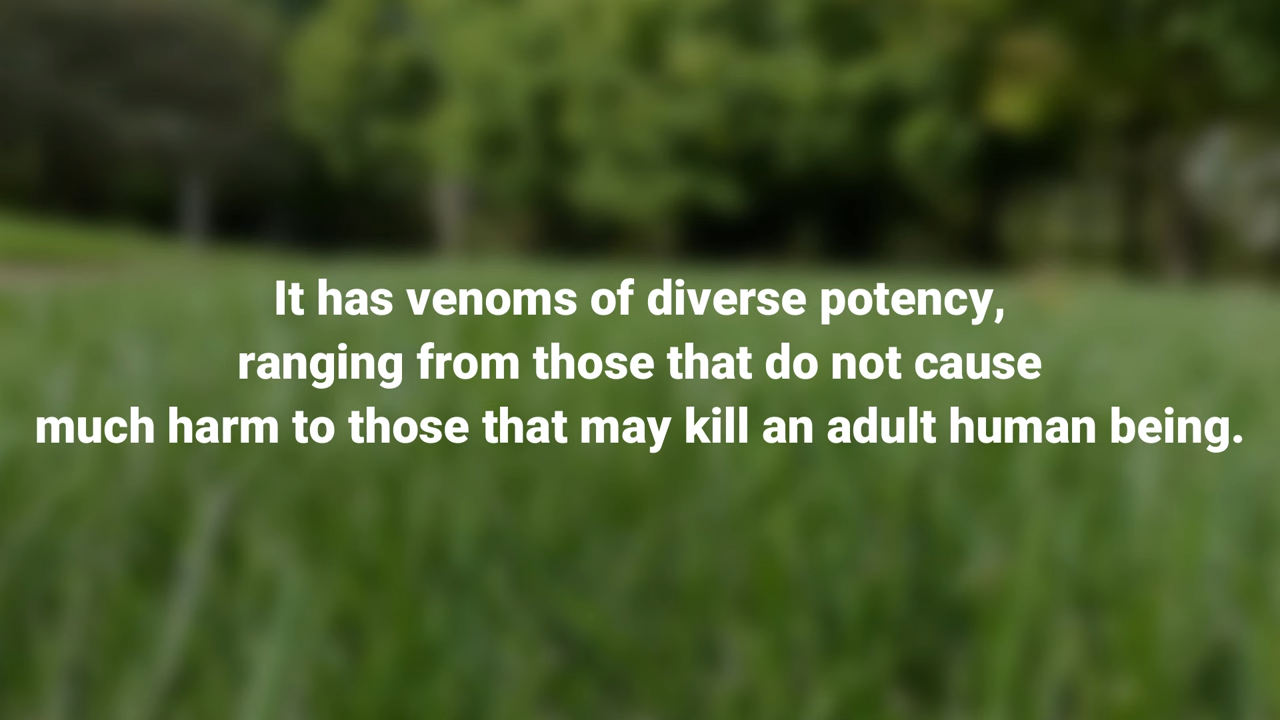 It has venoms of diverse potency,
ranging from those that do not cause
much harm to those that may kill an adult human being.